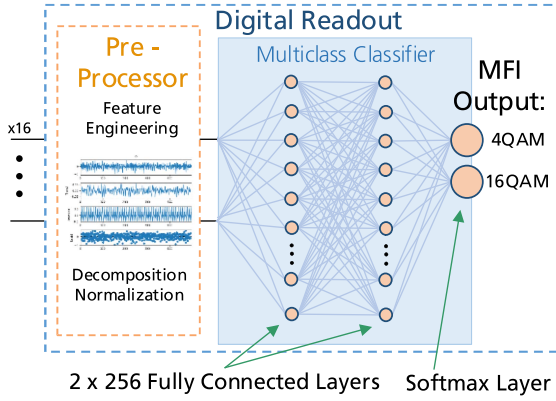 Digital Readout
Pre -
Processor
Feature
Engineering
x16
Decomposition
Normalization
Multiclass Classifier
MFI
Output:
4QAM
16QAM
2 x 256 Fully Connected Layers
Softmax Layer